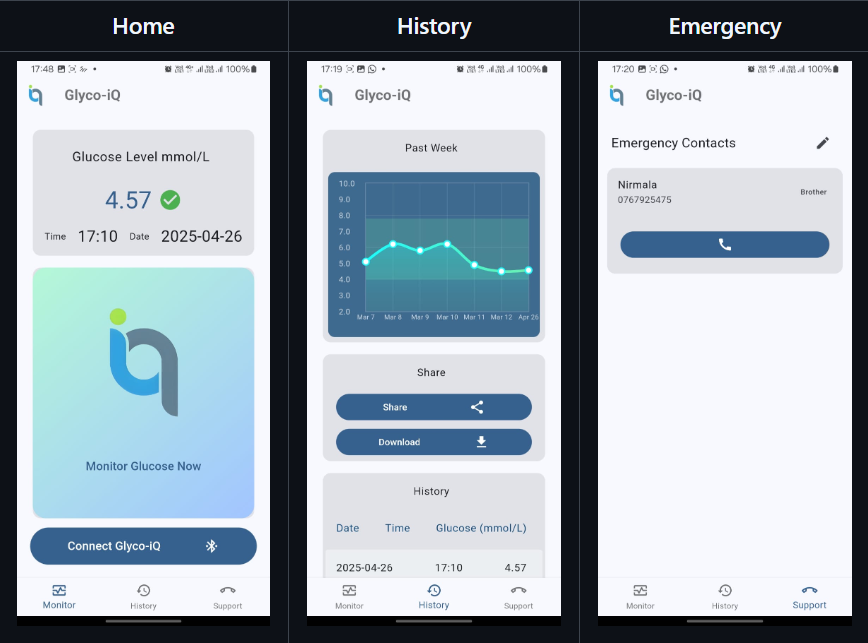 Home
History
Emergency
17:48
100%
Glyco-iQ
Glucose Level mmol/L
4.57
Time 17:10 Date 2025-04-26
Monitor Glucose Now
Connect Glyco-iQ
Monitor History Support
17:19
100%
Glyco-iQ
Past Week
10.0
9.0
8.0
7.0
6.0
5.0
4.0
3.0
2.0
Mar 7 Mar 8 Mar 9 Mar 10 Mar 11 Mar 12 Apr 26
Share
Share
Download
History
Date Time Glucose (mmol/L)
2025-04-26 17:10 4.57
Monitor History Support
17:20
100%
Glyco-iQ
Emergency Contacts
Nirmala
0767925475
Brother
Monitor History Support